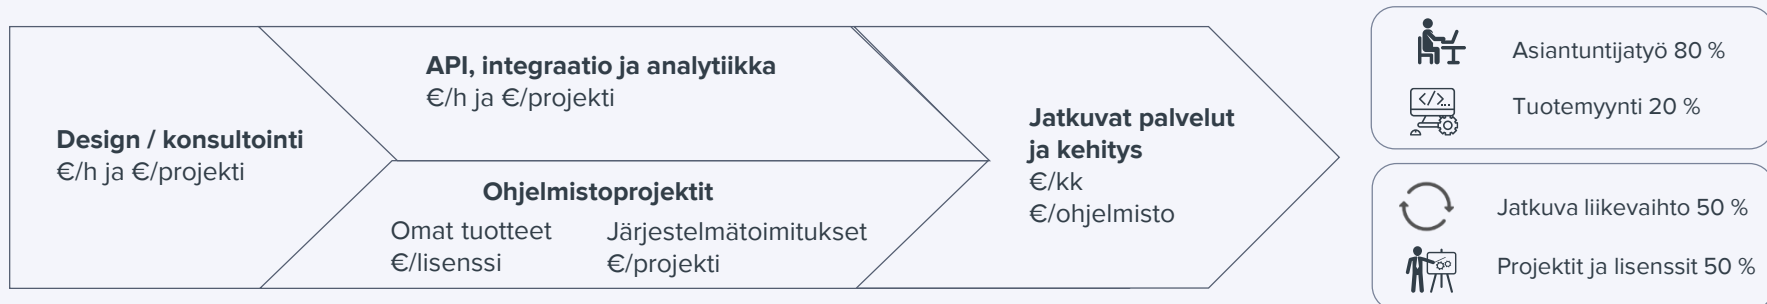 Design / konsultointi
€/h ja €/projekti
API, integraatio ja analytiikka
€/h ja €/projekti
Ohjelmistoprojektit
Omat tuotteet
€/lisenssi
Järjestelmätoimitukset
€/projekti
Jatkuvat palvelut
ja kehitys
€/kk
€/ohjelmisto
Asiantuntijatyö 80 %
</>...
Tuotemyynti 20 %
Jatkuva liikevaihto 50 %
Projektit ja lisenssit 50 %